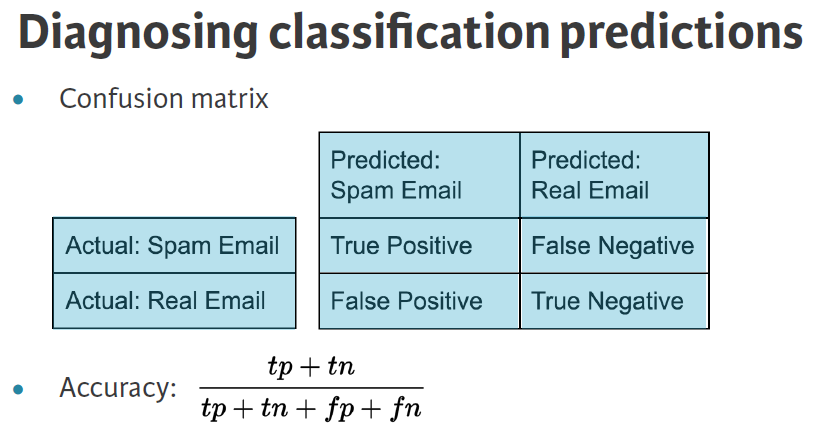 Diagnosing classification predictions
• Confusion matrix
Predicted: Spam Email
Predicted: Real Email
Actual: Spam Email
True Positive
False Negative
Actual: Real Email
False Positive
True Negative
• Accuracy:
tp + tn
tp + tn + fp + fn